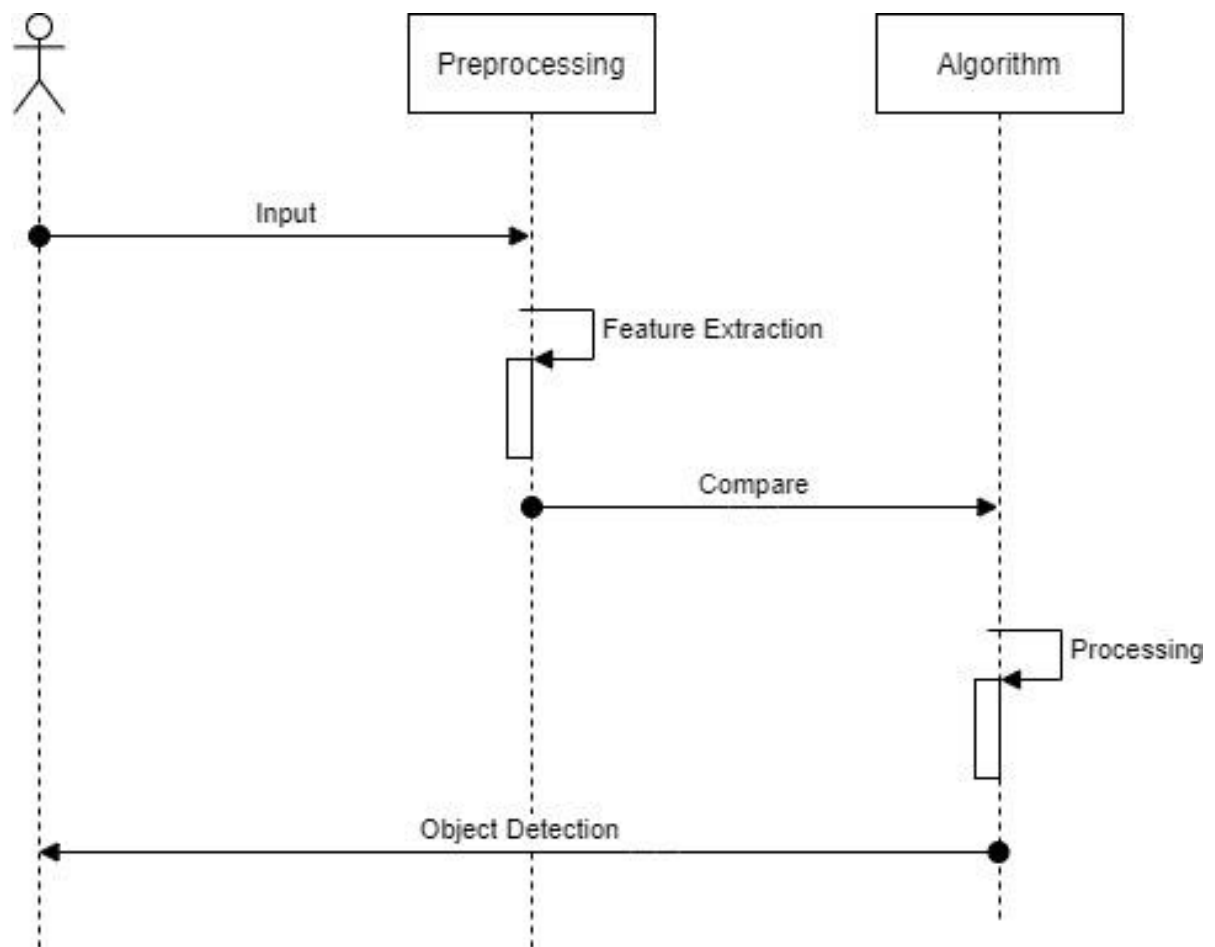 Preprocessing
Algorithm
Input
Feature Extraction
Compare
Processing
Object Detection